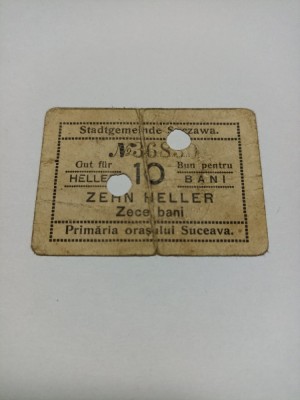 Stadtgemeinde Suczawa.
Gut für 10 Bun pentru
HELLER BANI
ZEHN HELLER
Zece bani
Primăria orașului Suceava.